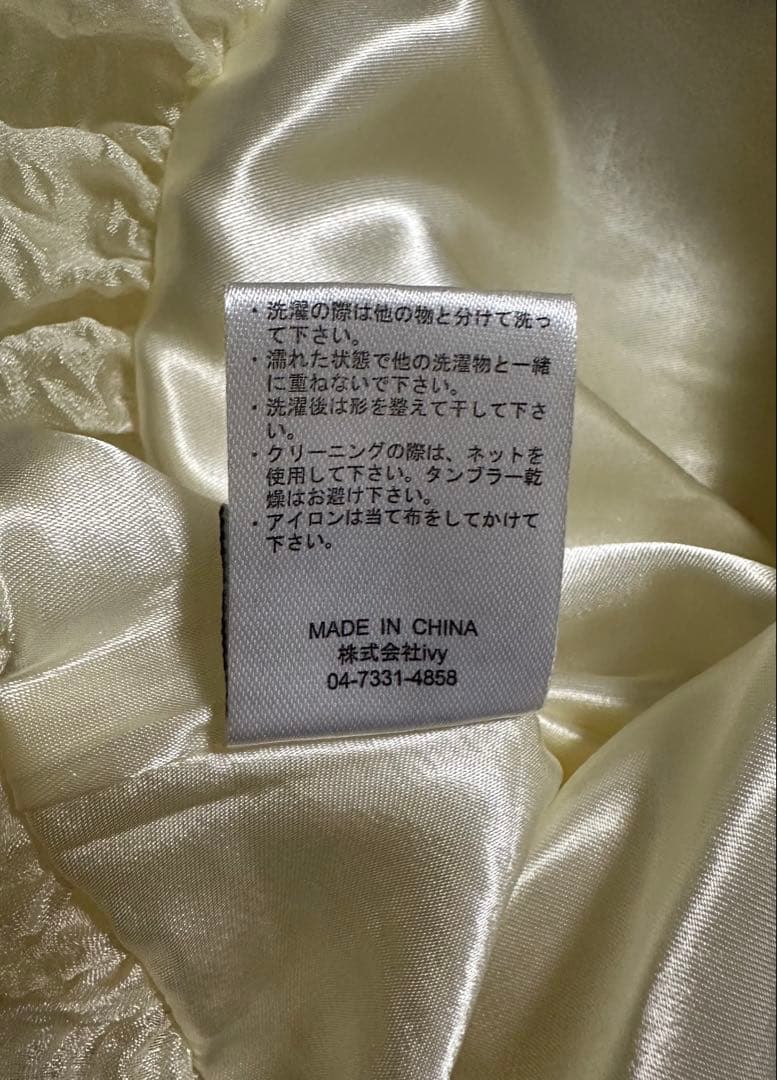 ・洗濯の際は他の物と分けて洗っ
て下さい。
・濡れた状態で他の洗濯物と一緒
に重ねないで下さい。
・洗濯後は形を整えて干して下さ
い。
・クリーニングの際は、ネットを
使用して下さい。タンブラー乾
燥はお避け下さい。
・アイロンは当て布をしてかけて
下さい。
MADE IN CHINA
株式会社ivy
04-7331-4858